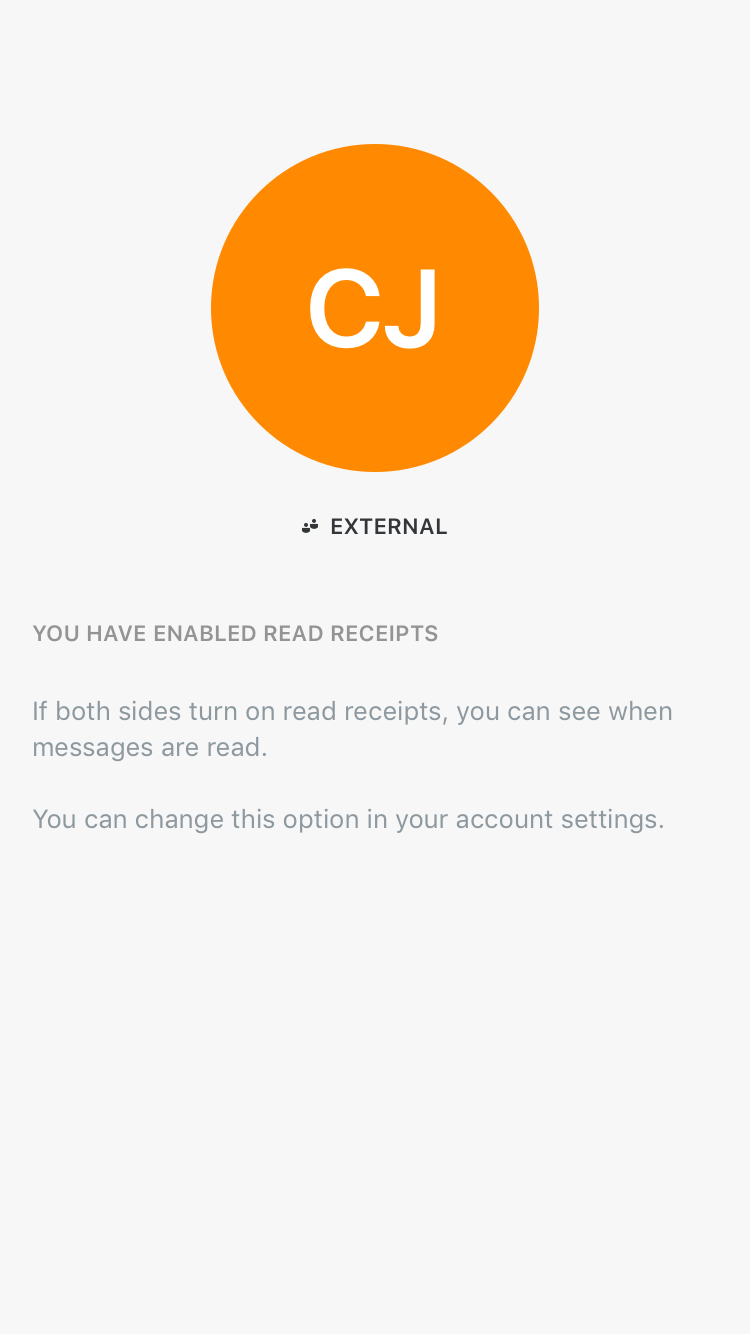 CJ
EXTERNAL
YOU HAVE ENABLED READ RECEIPTS
If both sides turn on read receipts, you can see when
messages are read.
You can change this option in your account settings.